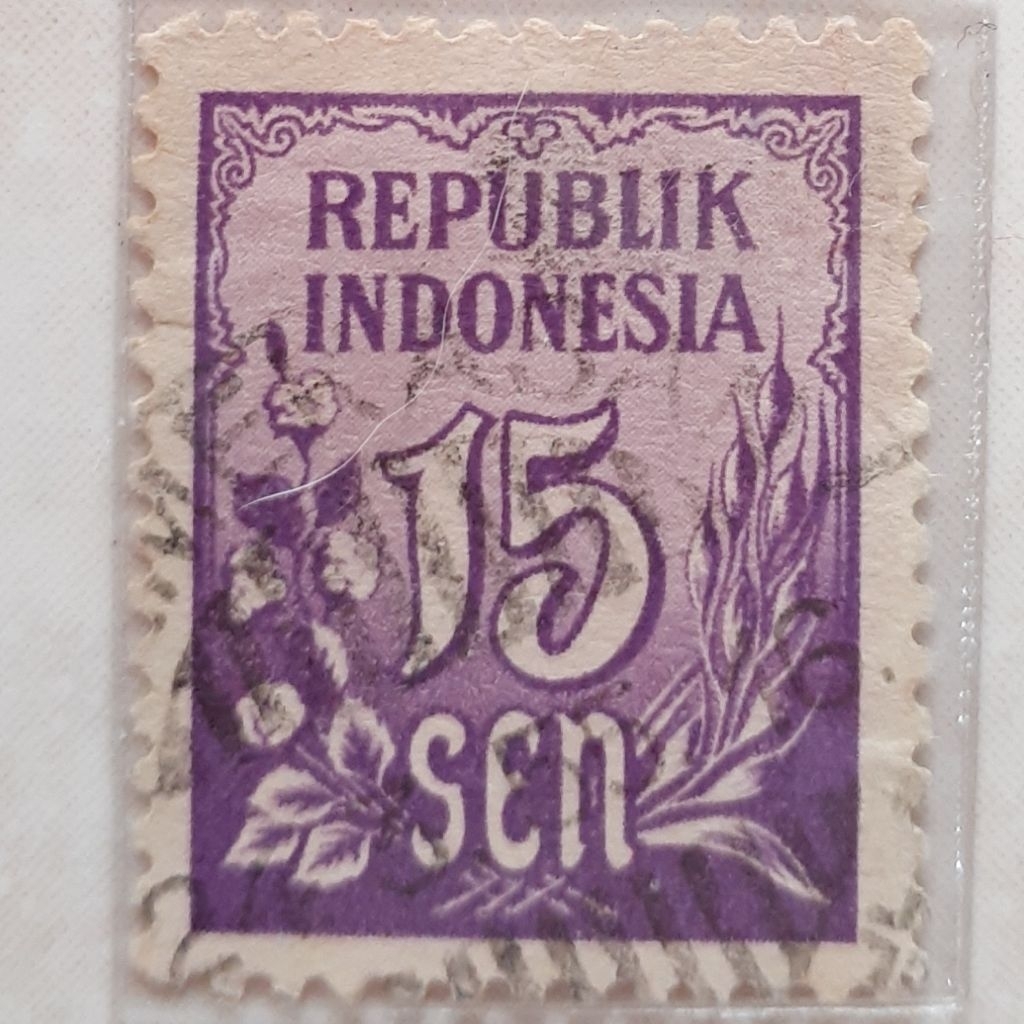 REPUBLIK
INDONESIA
15
sen